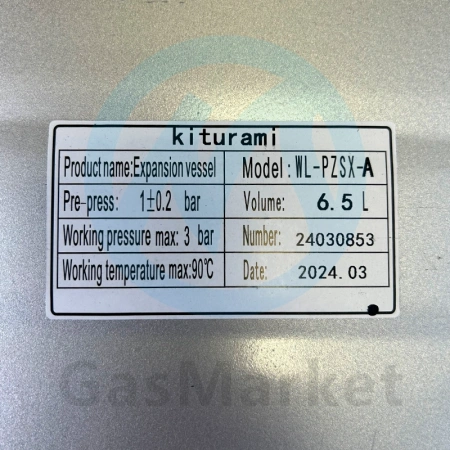 kiturami
Product name:Expansion vessel Model:WL-PZSX-A
Pre-press: 1±0.2 bar Volume: 6.5 L
Working pressure max: 3 bar Number: 24030853
Working temperature max:90℃ Date: 2024.03
GasMarket